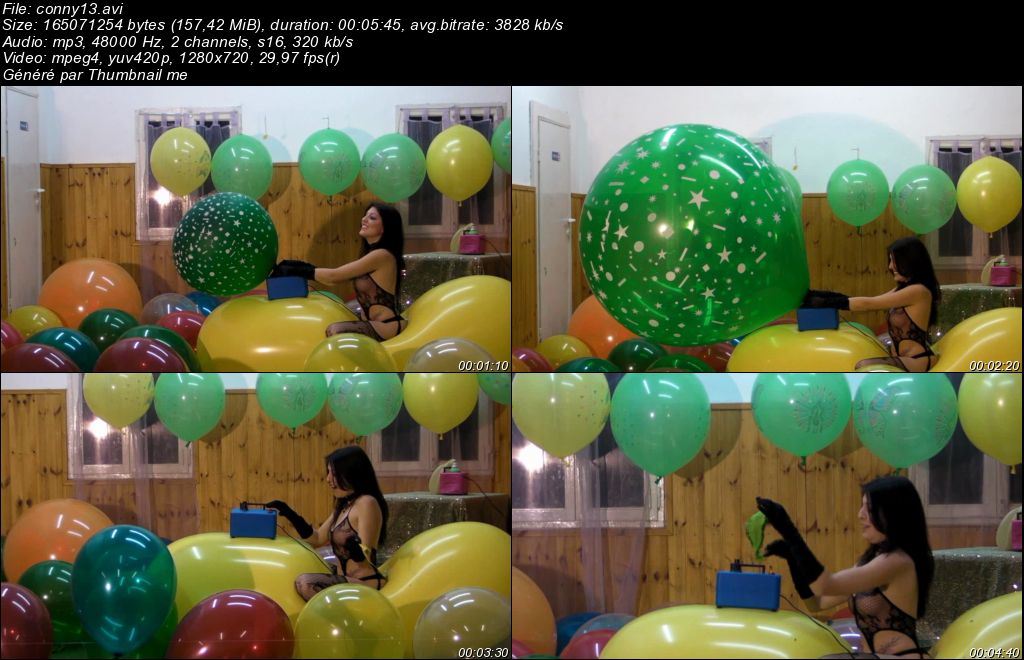 File: conny13.avi
Size: 165071254 bytes (157,42 MiB), duration: 00:05:45, avg.bitrate: 3828 kb/s
Audio: mp3, 48000 Hz, 2 channels, s16, 320 kb/s
Video: mpeg4, yuv420p, 1280x720, 29,97 fps(r)
Généré par Thumbnail me
00:01:10
00:02:20
00:03:30
00:04:40